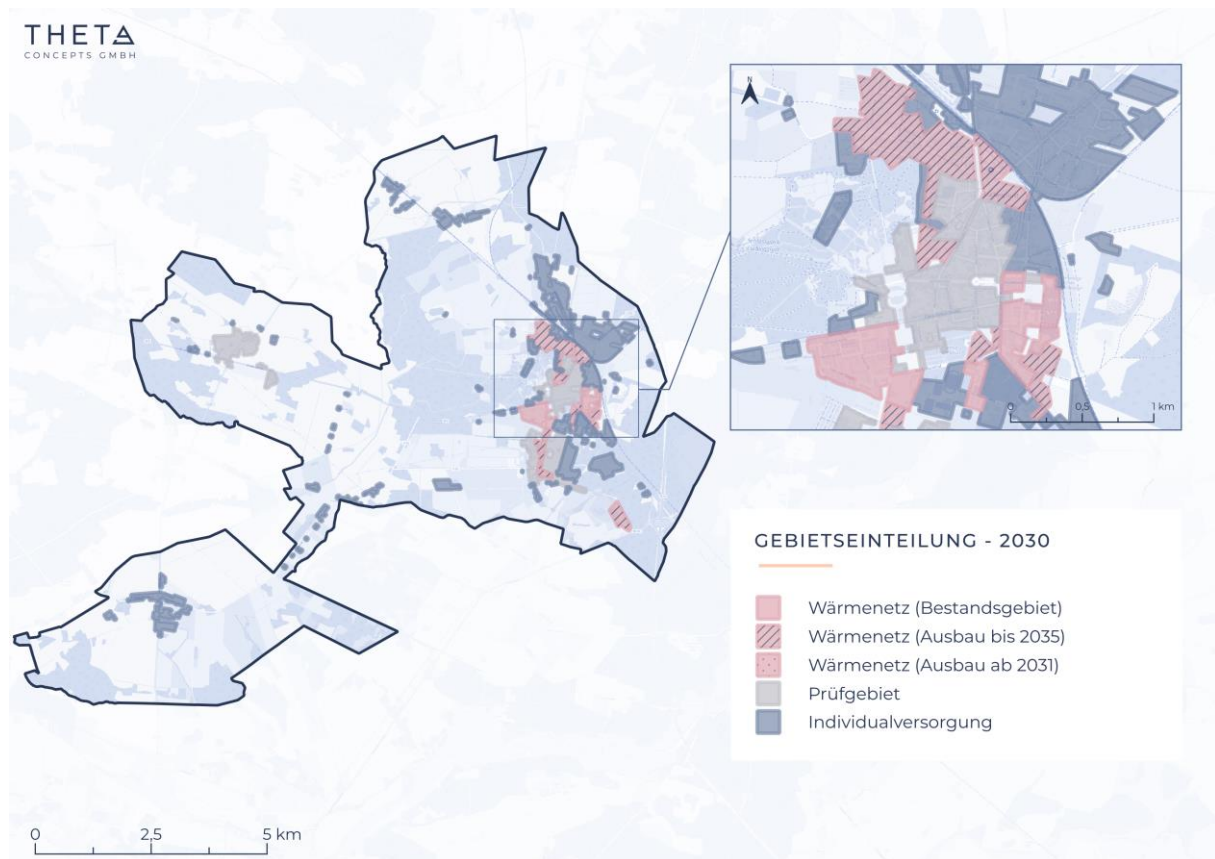 THETA
CONCEPTS GMBH
N
0
0,5
1 km
GEBIETSEINTEILUNG - 2030
Wärmenetz (Bestandsgebiet)
Wärmenetz (Ausbau bis 2035)
Wärmenetz (Ausbau ab 2031)
Prüfgebiet
Individualversorgung
0
2,5
5 km